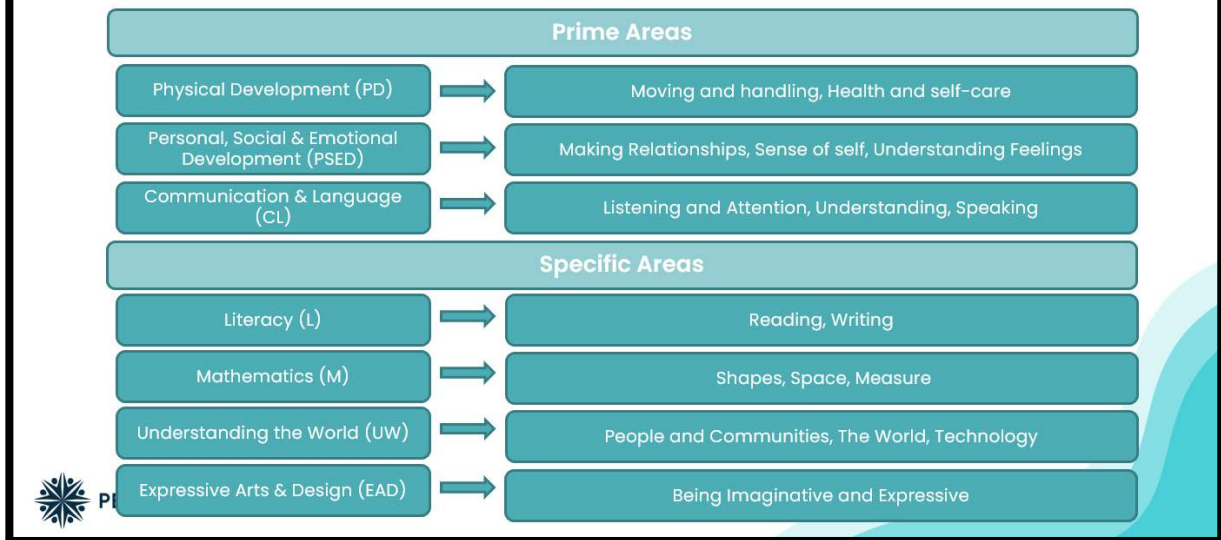 Prime Areas
Physical Development (PD)
Moving and handling, Health and self-care
Personal, Social & Emotional
Development (PSED)
Making Relationships, Sense of self, Understanding Feelings
Communication & Language
(CL)
Listening and Attention, Understanding, Speaking
Specific Areas
Literacy (L)
Reading, Writing
Mathematics (M)
Shapes, Space, Measure
Understanding the World (UW)
People and Communities, The World, Technology
Expressive Arts & Design (EAD)
Being Imaginative and Expressive